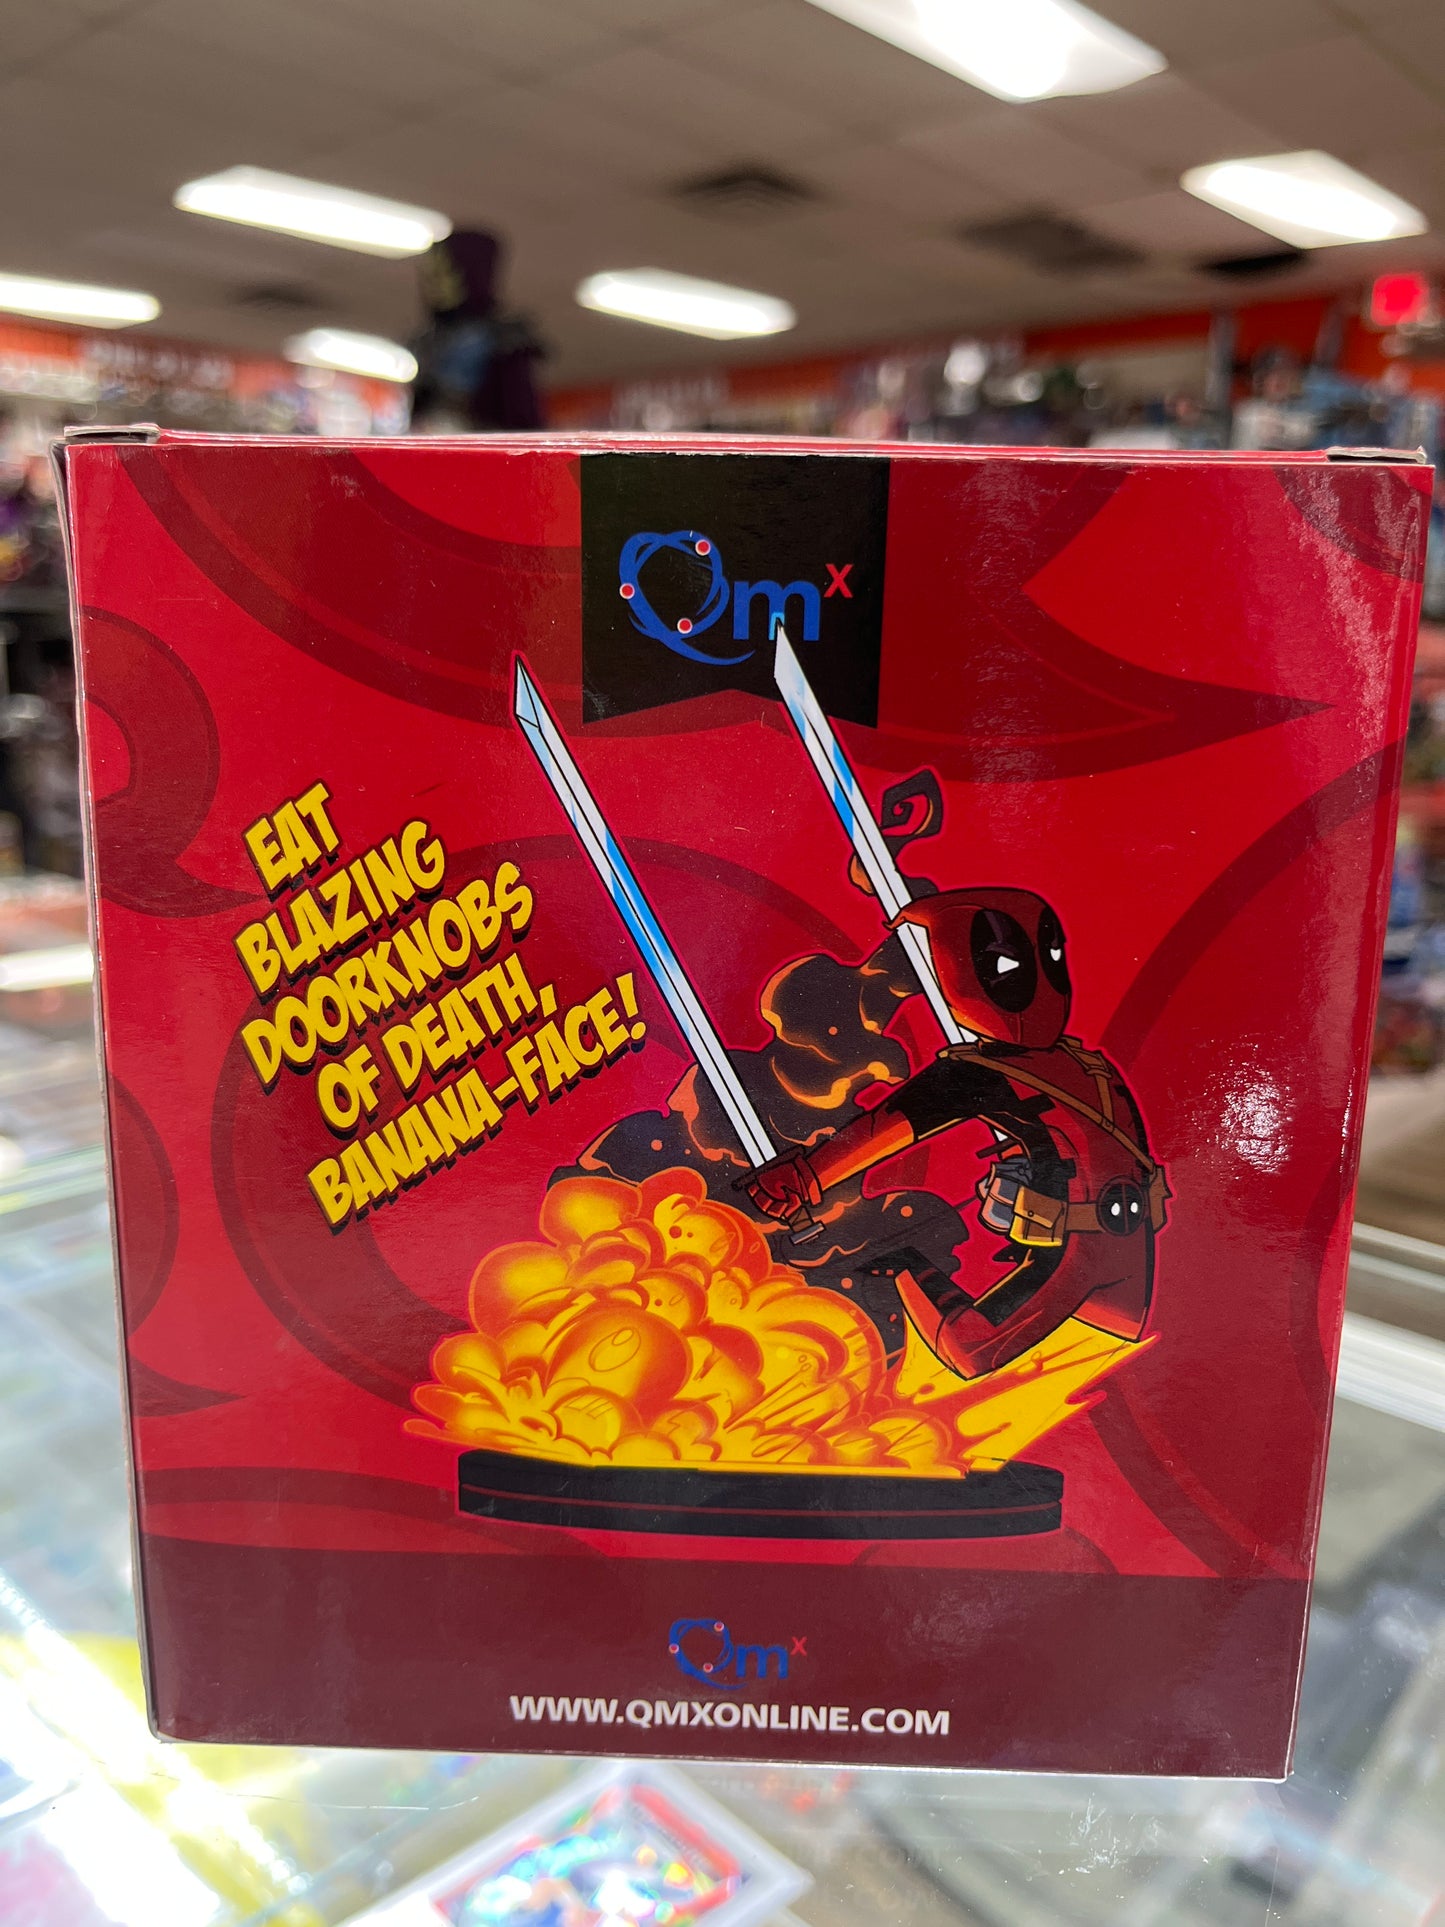 Qmx
EAT
BLAZING
DOORKNOBS
OF DEATH,
BANANA-FACE!
Qmx
WWW.QMXONLINE.COM